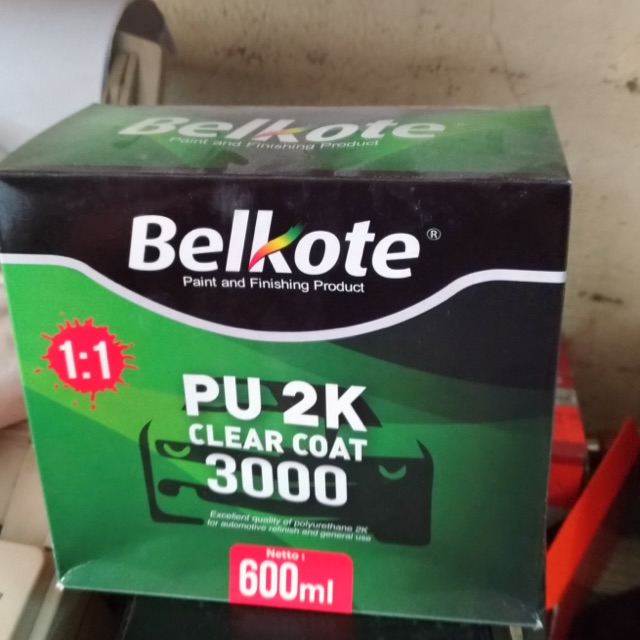 Belkote
Paint and Finishing Product
Belkote®
Paint and Finishing Product
1:1
PU 2K
CLEAR COAT
3000
Excellent quality of polyurethane 2K
for automotive refinish and general use
Netto :
600ml